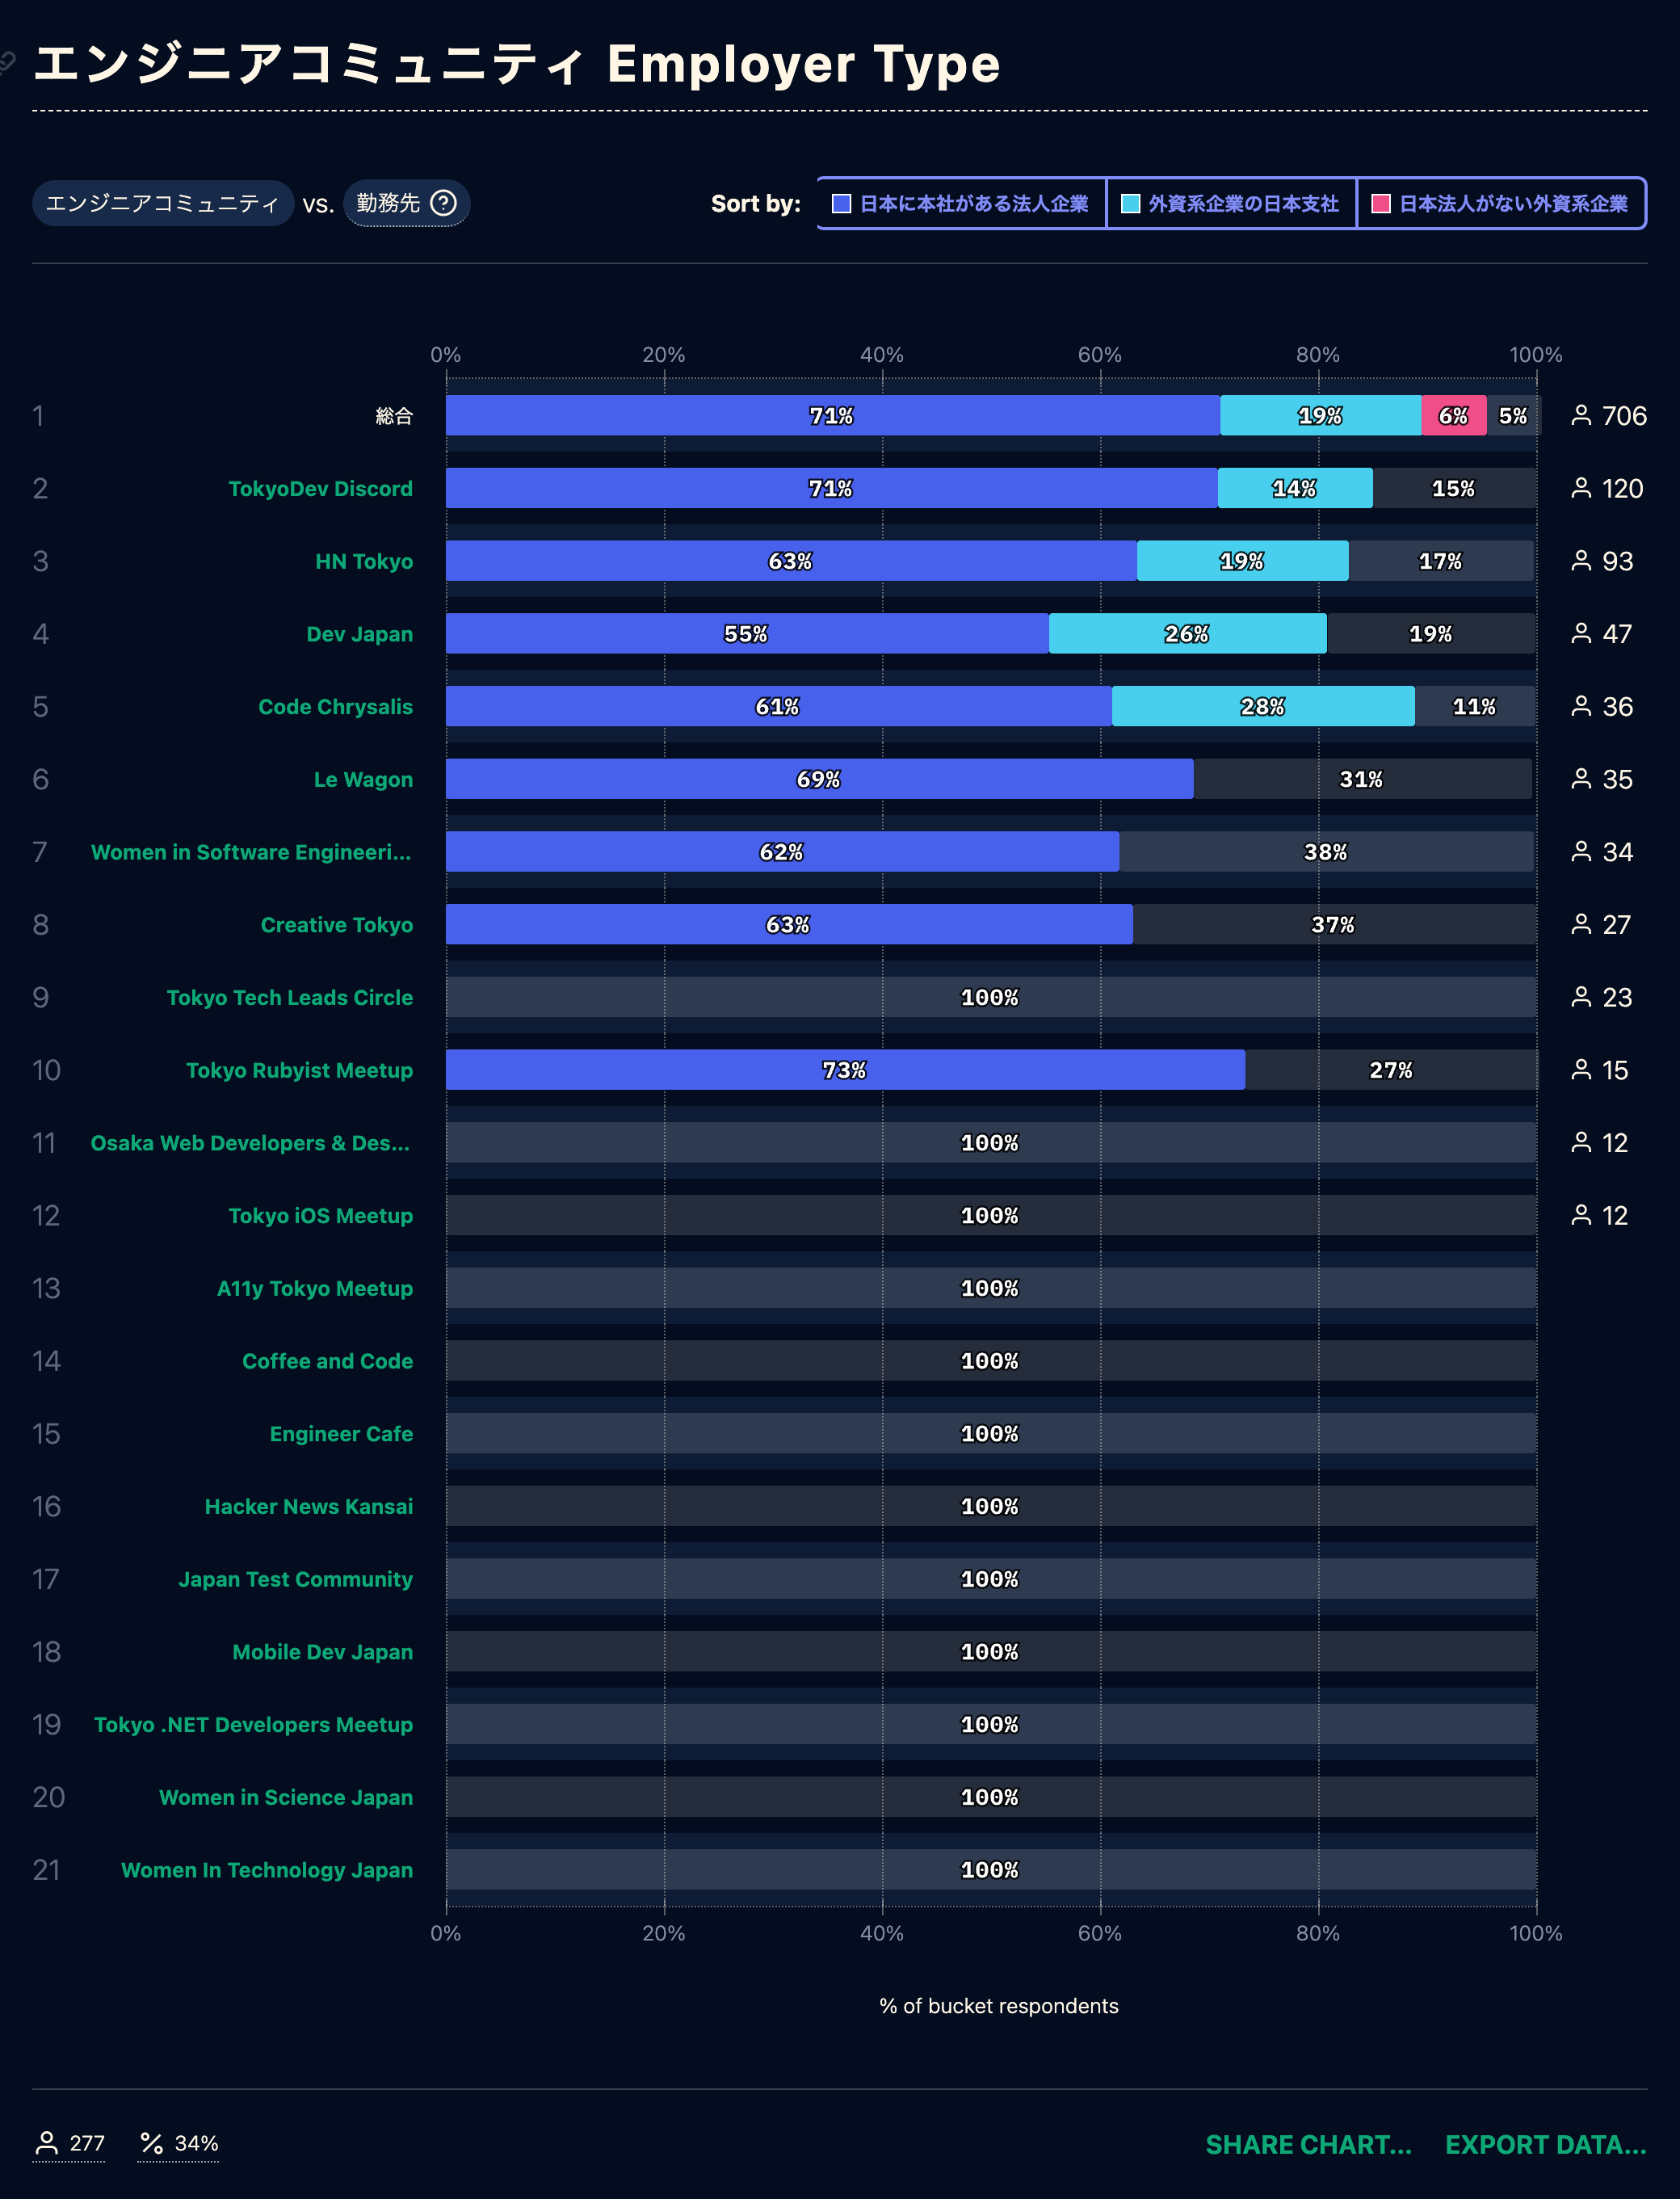 エンジニアコミュニティ Employer Type
エンジニアコミュニティ vs. 勤務先 ?
Sort by: 日本に本社がある法人企業 外資系企業の日本支社 日本法人がない外資系企業
0% 20% 40% 60% 80% 100%
1 総合 71% 19% 6% 5% 706
2 TokyoDev Discord 71% 14% 15% 120
3 HN Tokyo 63% 19% 17% 93
4 Dev Japan 55% 26% 19% 47
5 Code Chrysalis 61% 28% 11% 36
6 Le Wagon 69% 31% 35
7 Women in Software Engineeri... 62% 38% 34
8 Creative Tokyo 63% 37% 27
9 Tokyo Tech Leads Circle 100% 23
10 Tokyo Rubyist Meetup 73% 27% 15
11 Osaka Web Developers & Des... 100% 12
12 Tokyo iOS Meetup 100% 12
13 A11y Tokyo Meetup 100%
14 Coffee and Code 100%
15 Engineer Cafe 100%
16 Hacker News Kansai 100%
17 Japan Test Community 100%
18 Mobile Dev Japan 100%
19 Tokyo .NET Developers Meetup 100%
20 Women in Science Japan 100%
21 Women In Technology Japan 100%
0% 20% 40% 60% 80% 100%
% of bucket respondents
277 34% SHARE CHART... EXPORT DATA...